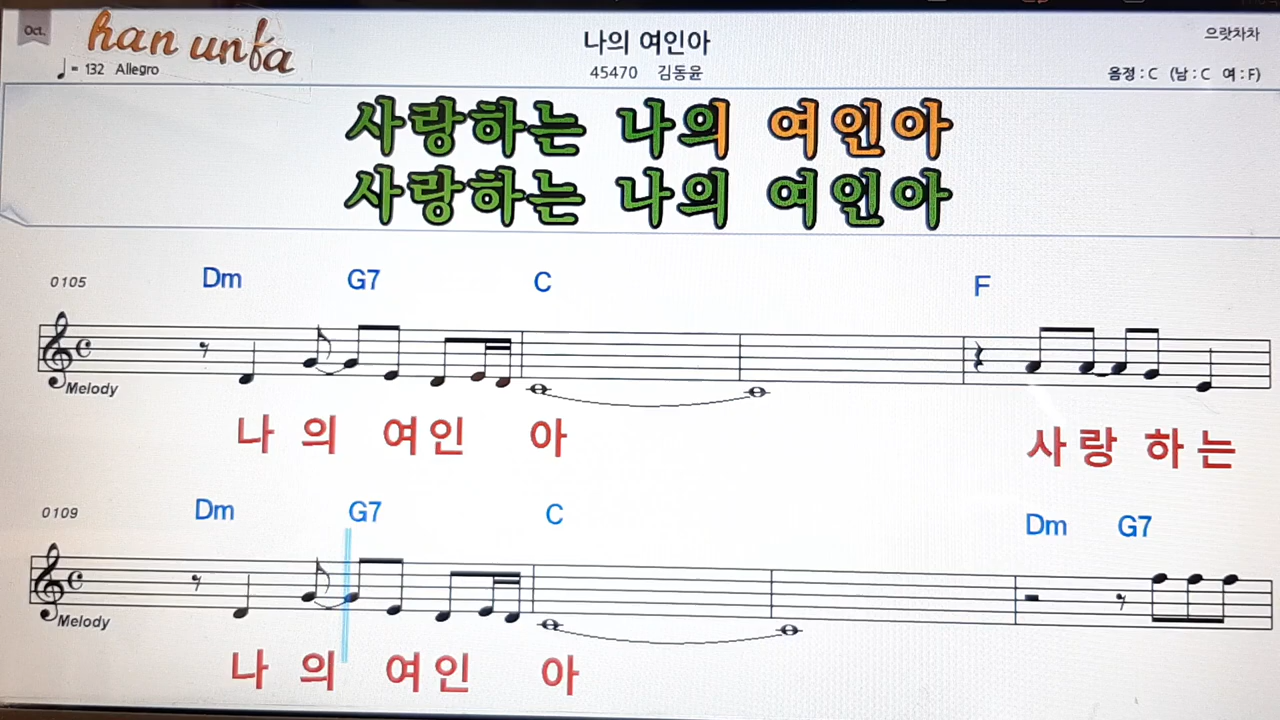 Oct.
han unfa
나의 여인아
으랏차차
♩= 132 Allegro
45470 김동윤
음정 : C (남 : C 여 : F)
사랑하는 나의 여인아
사랑하는 나의 여인아
0105
Dm G7 C F
Melody
나 의 여 인 아 사 랑 하 는
0109
Dm G7 C Dm G7
Melody
나 의 여 인 아